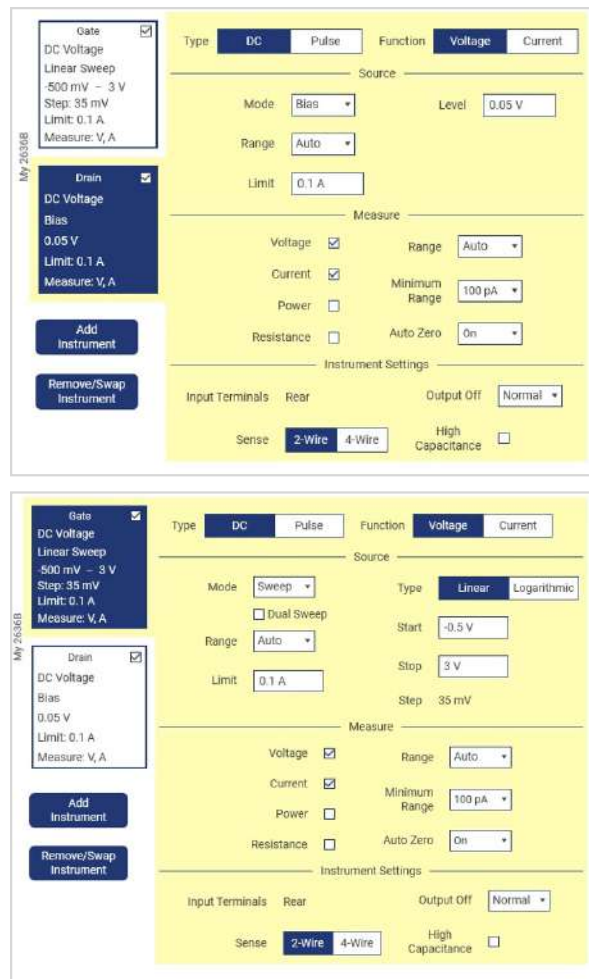 My 2636B
Gate
DC Voltage
Linear Sweep
-500 mV – 3 V
Step: 35 mV
Limit: 0.1 A
Measure: V, A
Drain
DC Voltage
Bias
0.05 V
Limit: 0.1 A
Measure: V, A
Add
Instrument
Remove/Swap
Instrument
Type DC Pulse Function Voltage Current
Source
Mode Bias Level 0.05 V
Range Auto
Limit 0.1 A
Measure
Voltage Range Auto
Current Minimum Range 100 pA
Power
Resistance Auto Zero On
Instrument Settings
Input Terminals Rear Output Off Normal
Sense 2-Wire 4-Wire High Capacitance
My 2636B
Gate
DC Voltage
Linear Sweep
-500 mV – 3 V
Step: 35 mV
Limit: 0.1 A
Measure: V, A
Drain
DC Voltage
Bias
0.05 V
Limit: 0.1 A
Measure: V, A
Add
Instrument
Remove/Swap
Instrument
Type DC Pulse Function Voltage Current
Source
Mode Sweep Type Linear Logarithmic
Dual Sweep
Start -0.5 V
Range Auto
Stop 3 V
Limit 0.1 A
Step 35 mV
Measure
Voltage Range Auto
Current Minimum Range 100 pA
Power
Resistance Auto Zero On
Instrument Settings
Input Terminals Rear Output Off Normal
Sense 2-Wire 4-Wire High Capacitance